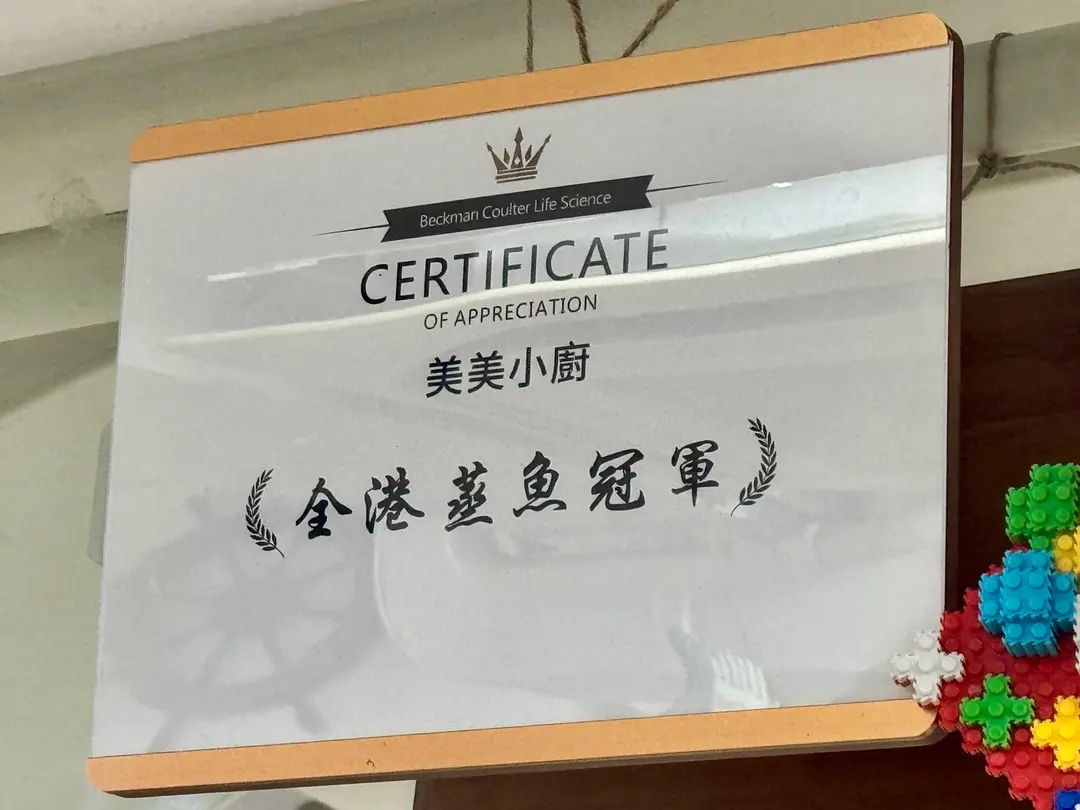 Beckman Coulter Life Science
CERTIFICATE
OF APPRECIATION
美美小廚
全港蒸魚冠軍